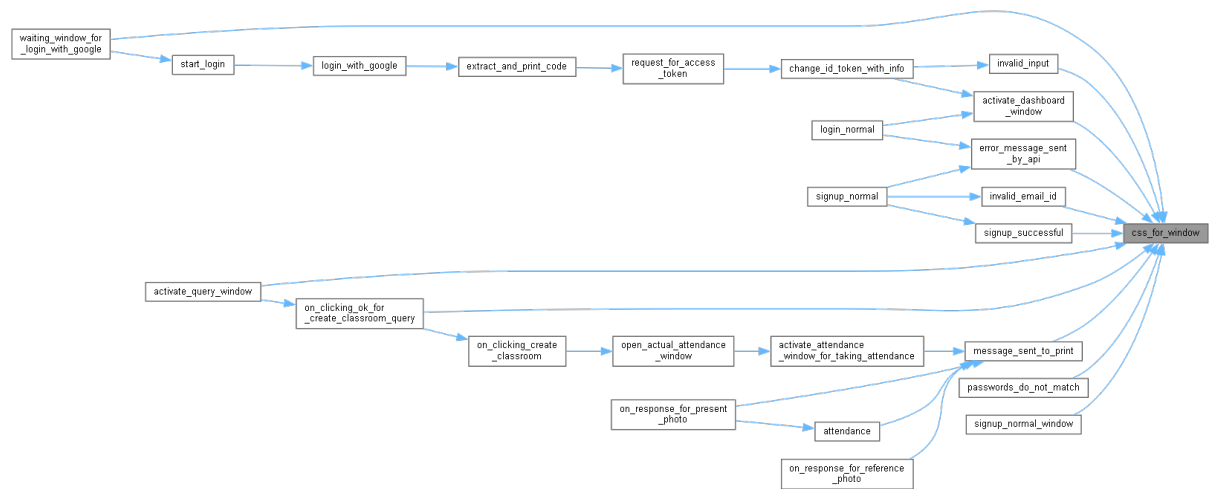 waiting_window_for
_login_with_google
start_login
login_with_google
extract_and_print_code
request_for_access
_token
change_id_token_with_info
invalid_input
activate_dashboard
_window
login_normal
error_message_sent
_by_api
signup_normal
invalid_email_id
signup_successful
css_for_window
activate_query_window
on_clicking_ok_for
_create_classroom_query
on_clicking_create
_classroom
open_actual_attendance
_window
activate_attendance
_window_for_taking_attendance
message_sent_to_print
passwords_do_not_match
on_response_for_present
_photo
attendance
signup_normal_window
on_response_for_reference
_photo